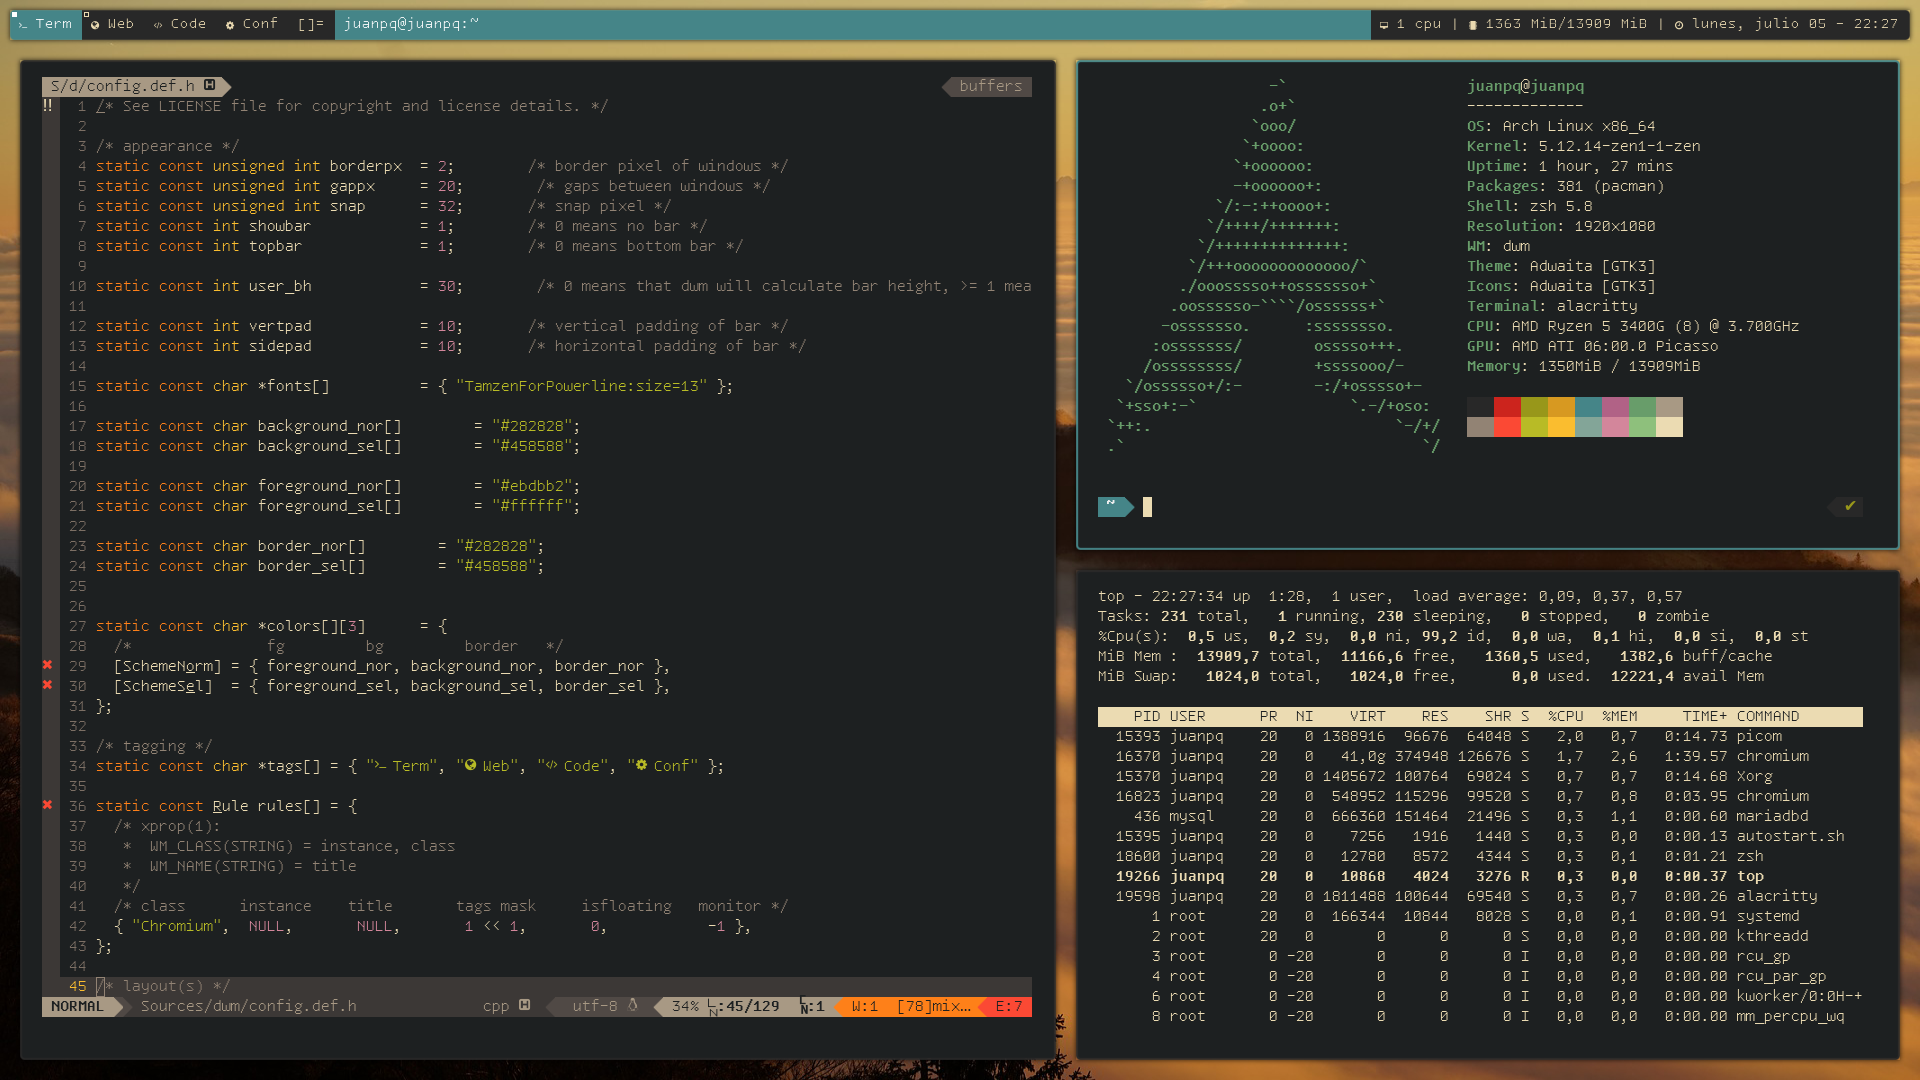 Term Web Code Conf []= juanpq@juanpq:~ 1 cpu | 1363 MiB/13909 MiB | lunes, julio 05 - 22:27
S/d/config.def.h buffers
1 /* See LICENSE file for copyright and license details. */
2
3 /* appearance */
4 static const unsigned int borderpx  = 2;        /* border pixel of windows */
5 static const unsigned int gappx     = 20;        /* gaps between windows */
6 static const unsigned int snap      = 32;       /* snap pixel */
7 static const int showbar            = 1;        /* 0 means no bar */
8 static const int topbar             = 1;        /* 0 means bottom bar */
9
10 static const int user_bh            = 30;        /* 0 means that dwm will calculate bar height, >= 1 mea
11
12 static const int vertpad            = 10;       /* vertical padding of bar */
13 static const int sidepad            = 10;       /* horizontal padding of bar */
14
15 static const char *fonts[]          = { "TamzenForPowerline:size=13" };
16
17 static const char background_nor[]        = "#282828";
18 static const char background_sel[]        = "#458588";
19
20 static const char foreground_nor[]        = "#ebdbb2";
21 static const char foreground_sel[]        = "#ffffff";
22
23 static const char border_nor[]        = "#282828";
24 static const char border_sel[]        = "#458588";
25
26
27 static const char *colors[][3]      = {
28   /*               fg         bg         border   */
29   [SchemeNorm] = { foreground_nor, background_nor, border_nor },
30   [SchemeSel]  = { foreground_sel, background_sel, border_sel },
31 };
32
33 /* tagging */
34 static const char *tags[] = { "Term", "Web", "Code", "Conf" };
35
36 static const Rule rules[] = {
37   /* xprop(1):
38    *  WM_CLASS(STRING) = instance, class
39    *  WM_NAME(STRING) = title
40    */
41   /* class      instance    title       tags mask     isfloating   monitor */
42   { "Chromium",  NULL,       NULL,       1 << 1,       0,           -1 },
43 };
44
45 /* layout(s) */
NORMAL Sources/dwm/config.def.h cpp utf-8 34% :45/129 :1 W:1 [78]mix… E:7
-`
.o+`
`ooo/
`+oooo:
`+oooooo:
-+oooooo+:
`/:-:++oooo+:
`/++++/+++++++:
`/++++++++++++++:
`/+++ooooooooooooo/`
./ooosssso++osssssso+`
.oossssso-````/ossssss+`
-osssssso.      :ssssssso.
:osssssss/        osssso+++.
/ossssssss/        +ssssooo/-
`/ossssso+/:-        -:/+osssso+-
`+sso+:-`                 `.-/+oso:
`++:.                           `-/+/
.`                                 `/
juanpq@juanpq
-------------
OS: Arch Linux x86_64
Kernel: 5.12.14-zen1-1-zen
Uptime: 1 hour, 27 mins
Packages: 381 (pacman)
Shell: zsh 5.8
Resolution: 1920x1080
WM: dwm
Theme: Adwaita [GTK3]
Icons: Adwaita [GTK3]
Terminal: alacritty
CPU: AMD Ryzen 5 3400G (8) @ 3.700GHz
GPU: AMD ATI 06:00.0 Picasso
Memory: 1350MiB / 13909MiB
~ ✔
top - 22:27:34 up  1:28,  1 user,  load average: 0,09, 0,37, 0,57
Tasks: 231 total,   1 running, 230 sleeping,   0 stopped,   0 zombie
%Cpu(s):  0,5 us,  0,2 sy,  0,0 ni, 99,2 id,  0,0 wa,  0,1 hi,  0,0 si,  0,0 st
MiB Mem :  13909,7 total,  11166,6 free,   1360,5 used,   1382,6 buff/cache
MiB Swap:   1024,0 total,   1024,0 free,      0,0 used.  12221,4 avail Mem
PID USER      PR  NI    VIRT    RES    SHR S  %CPU  %MEM     TIME+ COMMAND
15393 juanpq    20   0 1388916  96676  64048 S   2,0   0,7   0:14.73 picom
16370 juanpq    20   0   41,0g 374948 126676 S   1,7   2,6   1:39.57 chromium
15370 juanpq    20   0 1405672 100764  69024 S   0,7   0,7   0:14.68 Xorg
16823 juanpq    20   0  548952 115296  99520 S   0,7   0,8   0:03.95 chromium
436 mysql     20   0  666360 151464  21496 S   0,3   1,1   0:00.60 mariadbd
15395 juanpq    20   0    7256   1916   1440 S   0,3   0,0   0:00.13 autostart.sh
18600 juanpq    20   0   12780   8572   4344 S   0,3   0,1   0:01.21 zsh
19266 juanpq    20   0   10868   4024   3276 R   0,3   0,0   0:00.37 top
19598 juanpq    20   0 1811488 100644  69540 S   0,3   0,7   0:00.26 alacritty
1 root      20   0  166344  10844   8028 S   0,0   0,1   0:00.91 systemd
2 root      20   0       0      0      0 S   0,0   0,0   0:00.00 kthreadd
3 root       0 -20       0      0      0 I   0,0   0,0   0:00.00 rcu_gp
4 root       0 -20       0      0      0 I   0,0   0,0   0:00.00 rcu_par_gp
6 root       0 -20       0      0      0 I   0,0   0,0   0:00.00 kworker/0:0H-+
8 root       0 -20       0      0      0 I   0,0   0,0   0:00.00 mm_percpu_wq